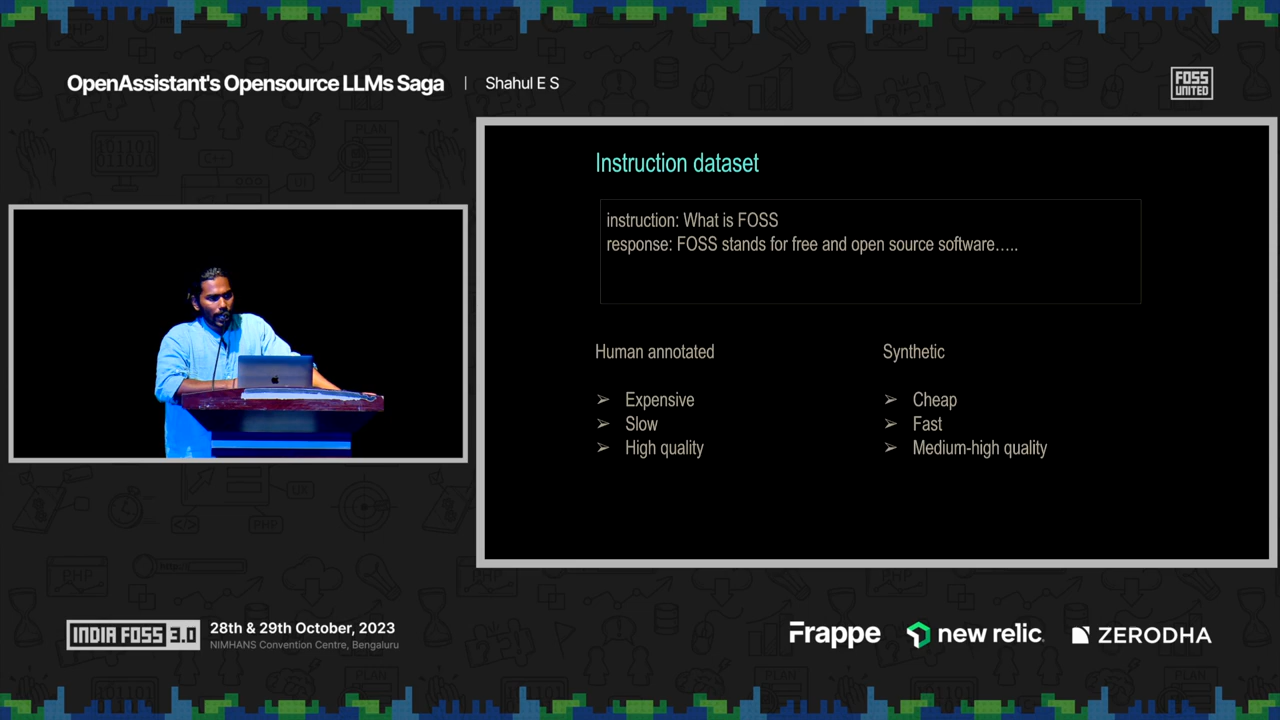 OpenAssistant's Opensource LLMs Saga | Shahul E S
FOSS
UNITED
Instruction dataset
instruction: What is FOSS
response: FOSS stands for free and open source software.....
Human annotated
➢ Expensive
➢ Slow
➢ High quality
Synthetic
➢ Cheap
➢ Fast
➢ Medium-high quality
INDIA FOSS 3.0
28th & 29th October, 2023
NIMHANS Convention Centre, Bengaluru
Frappe
new relic
ZERODHA